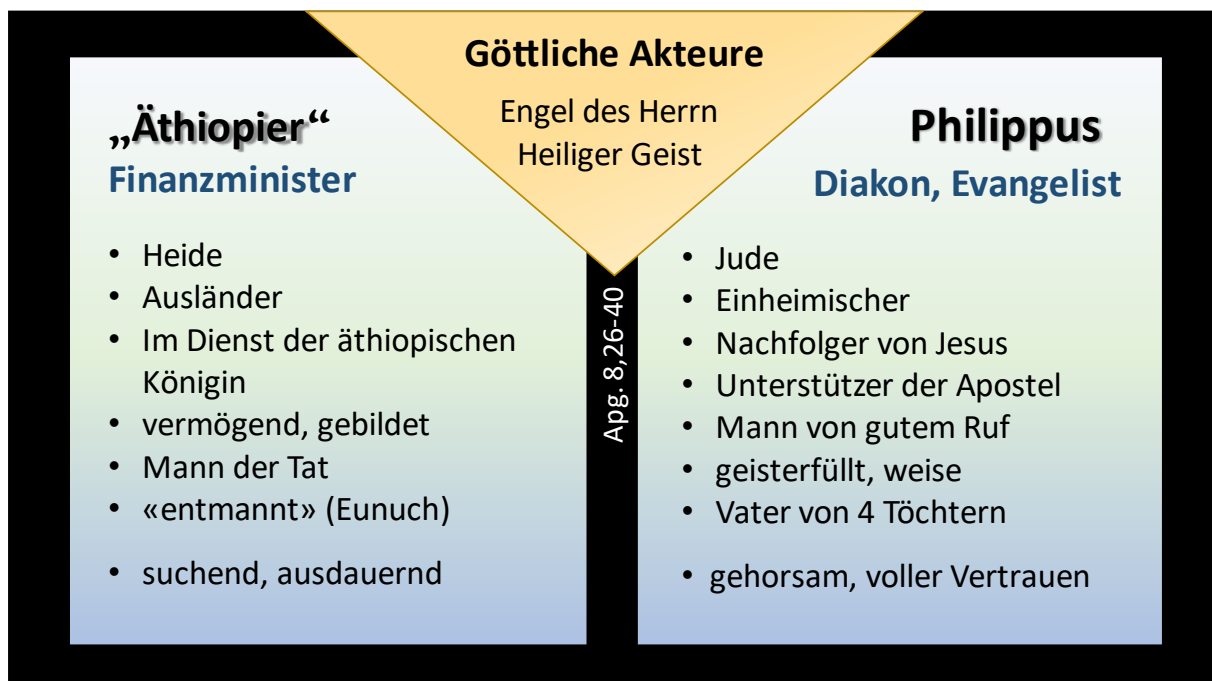 Göttliche Akteure
Engel des Herrn
Heiliger Geist
„Äthiopier“
Finanzminister
• Heide
• Ausländer
• Im Dienst der äthiopischen
Königin
• vermögend, gebildet
• Mann der Tat
• «entmannt» (Eunuch)
• suchend, ausdauernd
Apg. 8,26-40
Philippus
Diakon, Evangelist
• Jude
• Einheimischer
• Nachfolger von Jesus
• Unterstützer der Apostel
• Mann von gutem Ruf
• geisterfüllt, weise
• Vater von 4 Töchtern
• gehorsam, voller Vertrauen